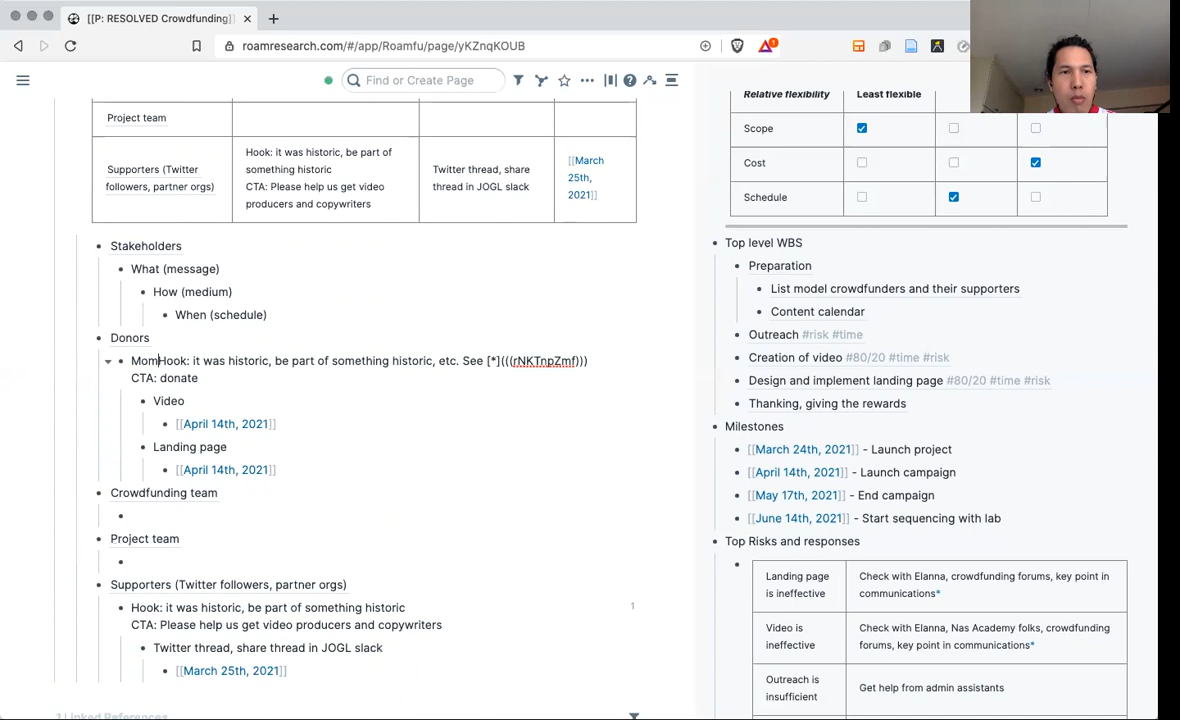 [[P: RESOLVED Crowdfunding]
roamresearch.com/#/app/Roamfu/page/yKZnqKOUB
1
Find or Create Page
Project team
Supporters (Twitter
followers, partner orgs)
Hook: it was historic, be part of
something historic
CTA: Please help us get video
producers and copywriters
Twitter thread, share
thread in JOGL slack
[[March
25th,
2021]]
Stakeholders
What (message)
How (medium)
When (schedule)
Donors
MomHook: it was historic, be part of something historic, etc. See [*](((rNKTnpZmf)))
CTA: donate
Video
[[April 14th, 2021]]
Landing page
[[April 14th, 2021]]
Crowdfunding team
Project team
Supporters (Twitter followers, partner orgs)
Hook: it was historic, be part of something historic
1
CTA: Please help us get video producers and copywriters
Twitter thread, share thread in JOGL slack
[[March 25th, 2021]]
1 Linked References
Relative flexibility
Least flexible
Scope
Cost
Schedule
Top level WBS
Preparation
List model crowdfunders and their supporters
Content calendar
Outreach #risk #time
Creation of video #80/20 #time #risk
Design and implement landing page #80/20 #time #risk
Thanking, giving the rewards
Milestones
[[March 24th, 2021]] - Launch project
[[April 14th, 2021]] - Launch campaign
[[May 17th, 2021]] - End campaign
[[June 14th, 2021]] - Start sequencing with lab
Top Risks and responses
Landing page
is ineffective
Check with Elanna, crowdfunding forums, key point in
communications*
Video is
ineffective
Check with Elanna, Nas Academy folks, crowdfunding
forums, key point in communications*
Outreach is
insufficient
Get help from admin assistants